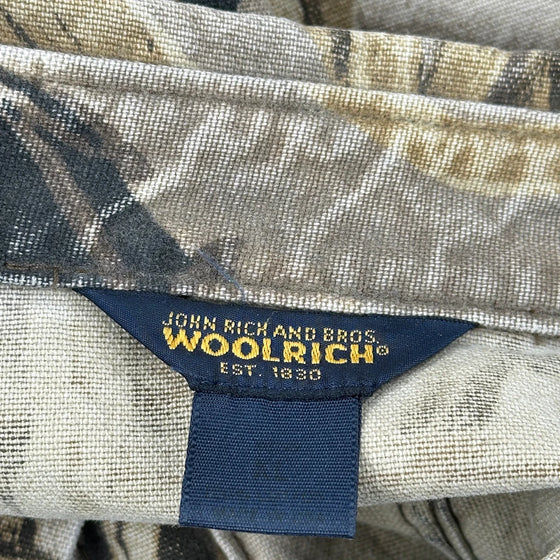 JOHN RICH AND BROS.
WOOLRICH®
EST. 1830